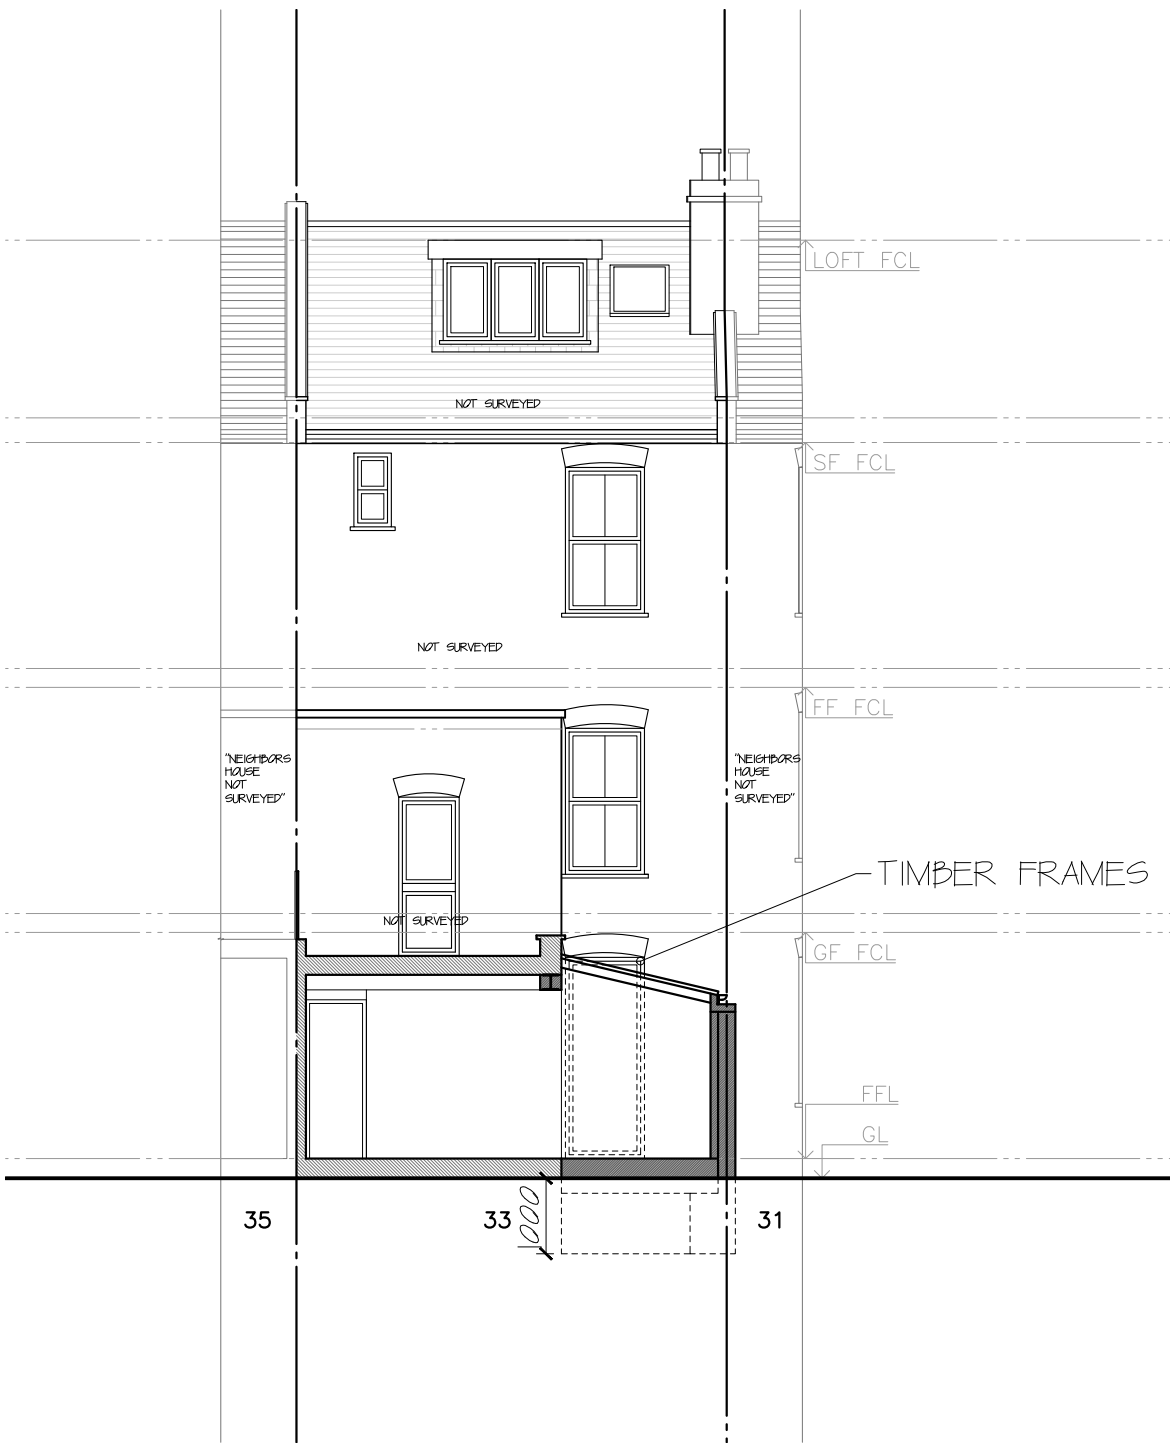 LOFT FCL
NOT SURVEYED
SF FCL
NOT SURVEYED
FF FCL
"NEIGHBORS
HOUSE
NOT
SURVEYED"
"NEIGHBORS
HOUSE
NOT
SURVEYED"
TIMBER FRAMES
NOT SURVEYED
GF FCL
FFL
GL
35
33
1000
31